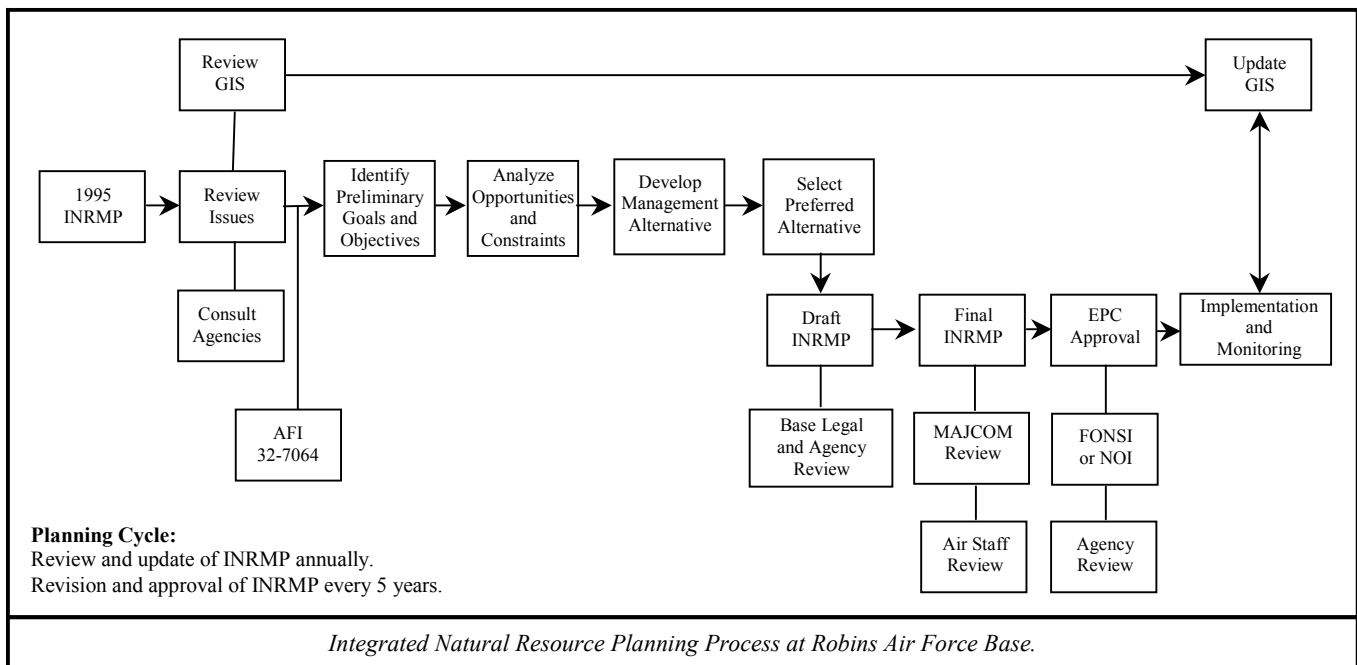 Review
GIS
Update
GIS
1995
INRMP
Review
Issues
Identify
Preliminary
Goals and
Objectives
Analyze
Opportunities
and
Constraints
Develop
Management
Alternative
Select
Preferred
Alternative
Consult
Agencies
Draft
INRMP
Final
INRMP
EPC
Approval
Implementation
and
Monitoring
AFI
32-7064
Base Legal
and Agency
Review
MAJCOM
Review
FONSI
or NOI
Air Staff
Review
Agency
Review
Planning Cycle:
Review and update of INRMP annually.
Revision and approval of INRMP every 5 years.
Integrated Natural Resource Planning Process at Robins Air Force Base.